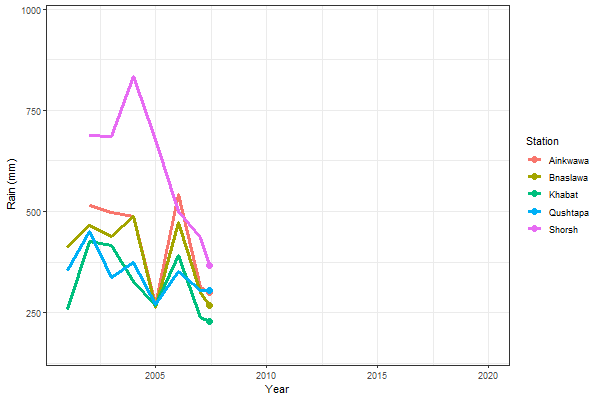 1000
750
500
250
Rain (mm)
2005 2010 2015 2020
Year
Station
Ainkwawa
Bnaslawa
Khabat
Qushtapa
Shorsh